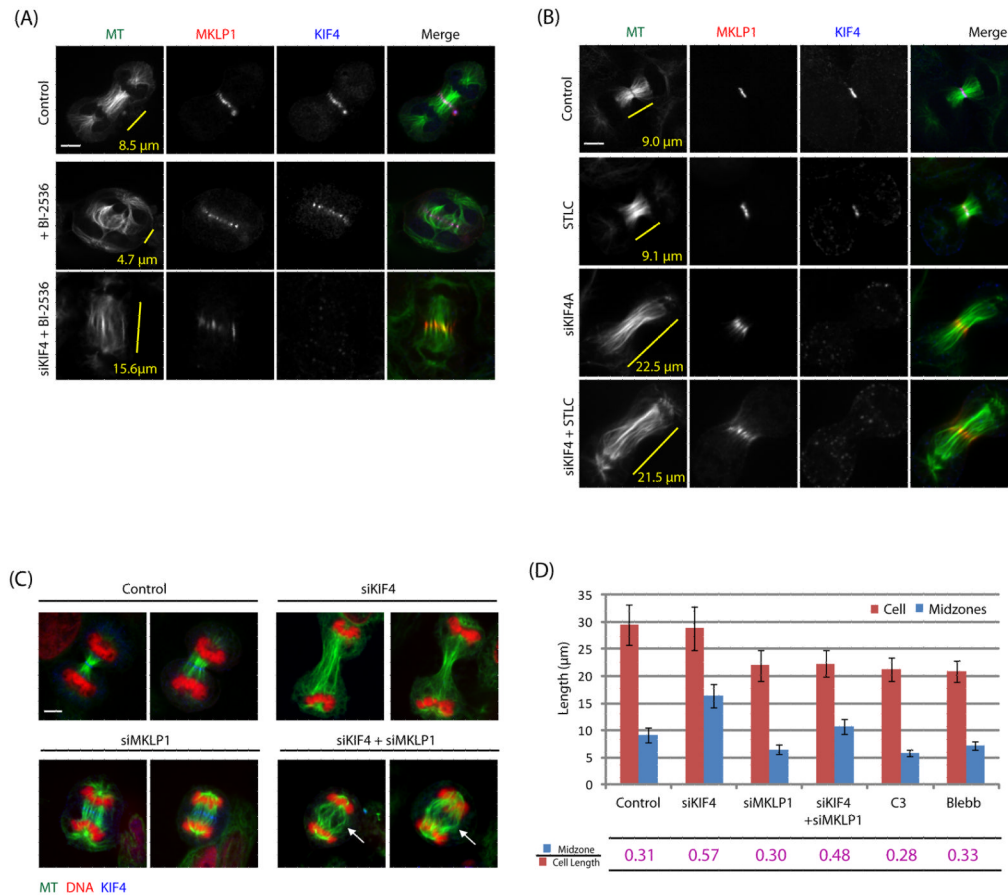 (A)
MT MKLP1 KIF4 Merge
Control
8.5 µm
+ BI-2536
4.7 µm
siKIF4 + BI-2536
15.6µm
(B)
MT MKLP1 KIF4 Merge
Control
9.0 µm
STLC
9.1 µm
siKIF4A
22.5 µm
siKIF4 + STLC
21.5 µm
(C)
Control siKIF4
siMKLP1 siKIF4 + siMKLP1
MT DNA KIF4
(D)
Cell Midzones
Length (µm)
35
30
25
20
15
10
5
0
Control siKIF4 siMKLP1 siKIF4 C3 Blebb
+siMKLP1
Midzone
Cell Length
0.31 0.57 0.30 0.48 0.28 0.33